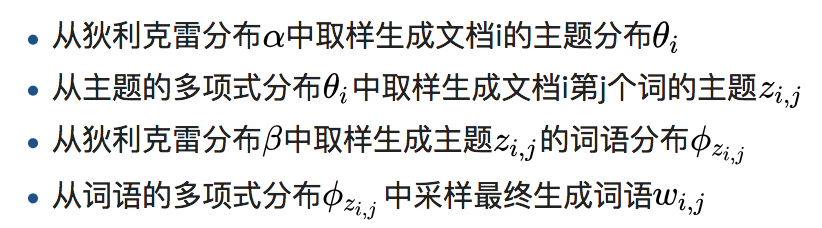 • 从狄利克雷分布α中取样生成文档i的主题分布θ_i
• 从主题的多项式分布θ_i中取样生成文档i第j个词的主题z_{i,j}
• 从狄利克雷分布β中取样生成主题z_{i,j}的词语分布ϕ_{z_{i,j}}
• 从词语的多项式分布ϕ_{z_{i,j}}中采样最终生成词语w_{i,j}